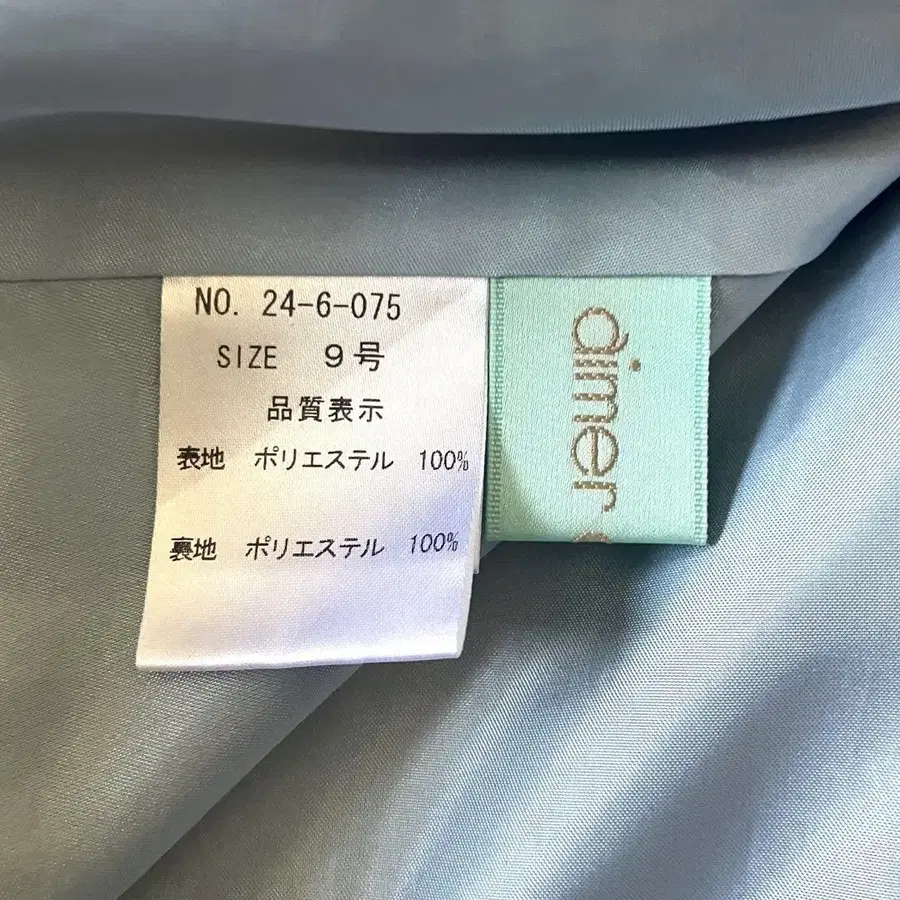 NO. 24-6-075
SIZE 9号
品質表示
表地 ポリエステル 100%
裏地 ポリエステル 100%
aimer